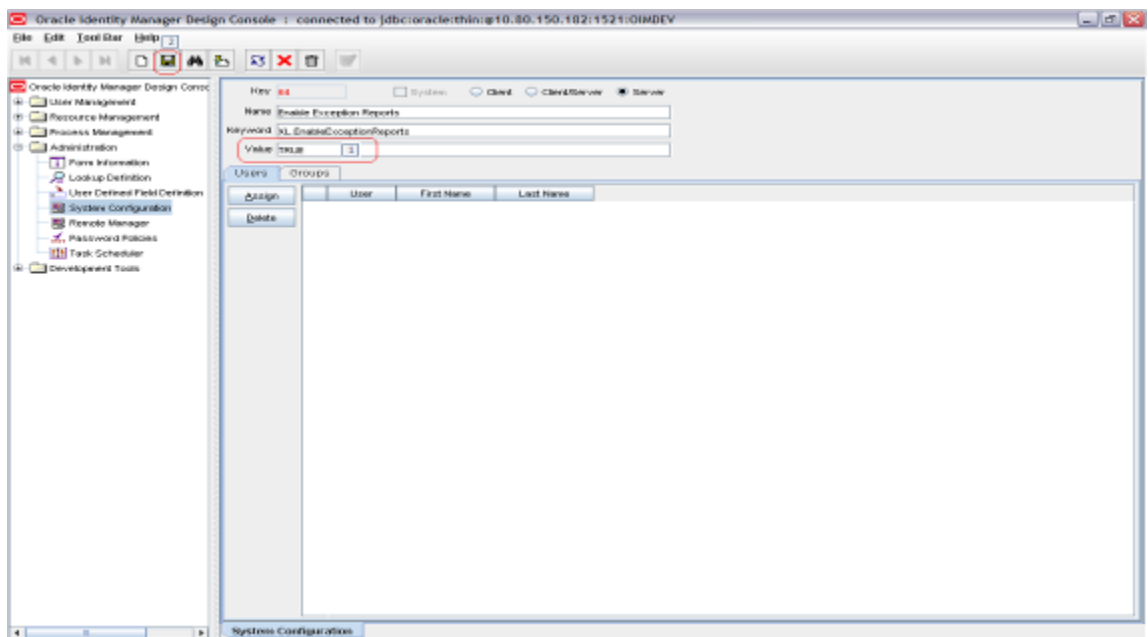 Oracle Identity Manager Design Console : connected to jdbc:oracle:thin:@10.80.150.182:1521:OIMDEV
File Edit Tool Bar Help 2
Oracle Identity Manager Design Consc
User Management
Resource Management
Process Management
Administration
Form Information
Lookup Definition
User Defined Field Definition
System Configuration
Remote Manager
Password Policies
Task Scheduler
Development Tools
Key 84 System Client Client/Server Server
Name Enable Exception Reports
Keyword XL.EnableExceptionReports
Value TRUE 1
Users Groups
Assign User First Name Last Name
Delete
System Configuration